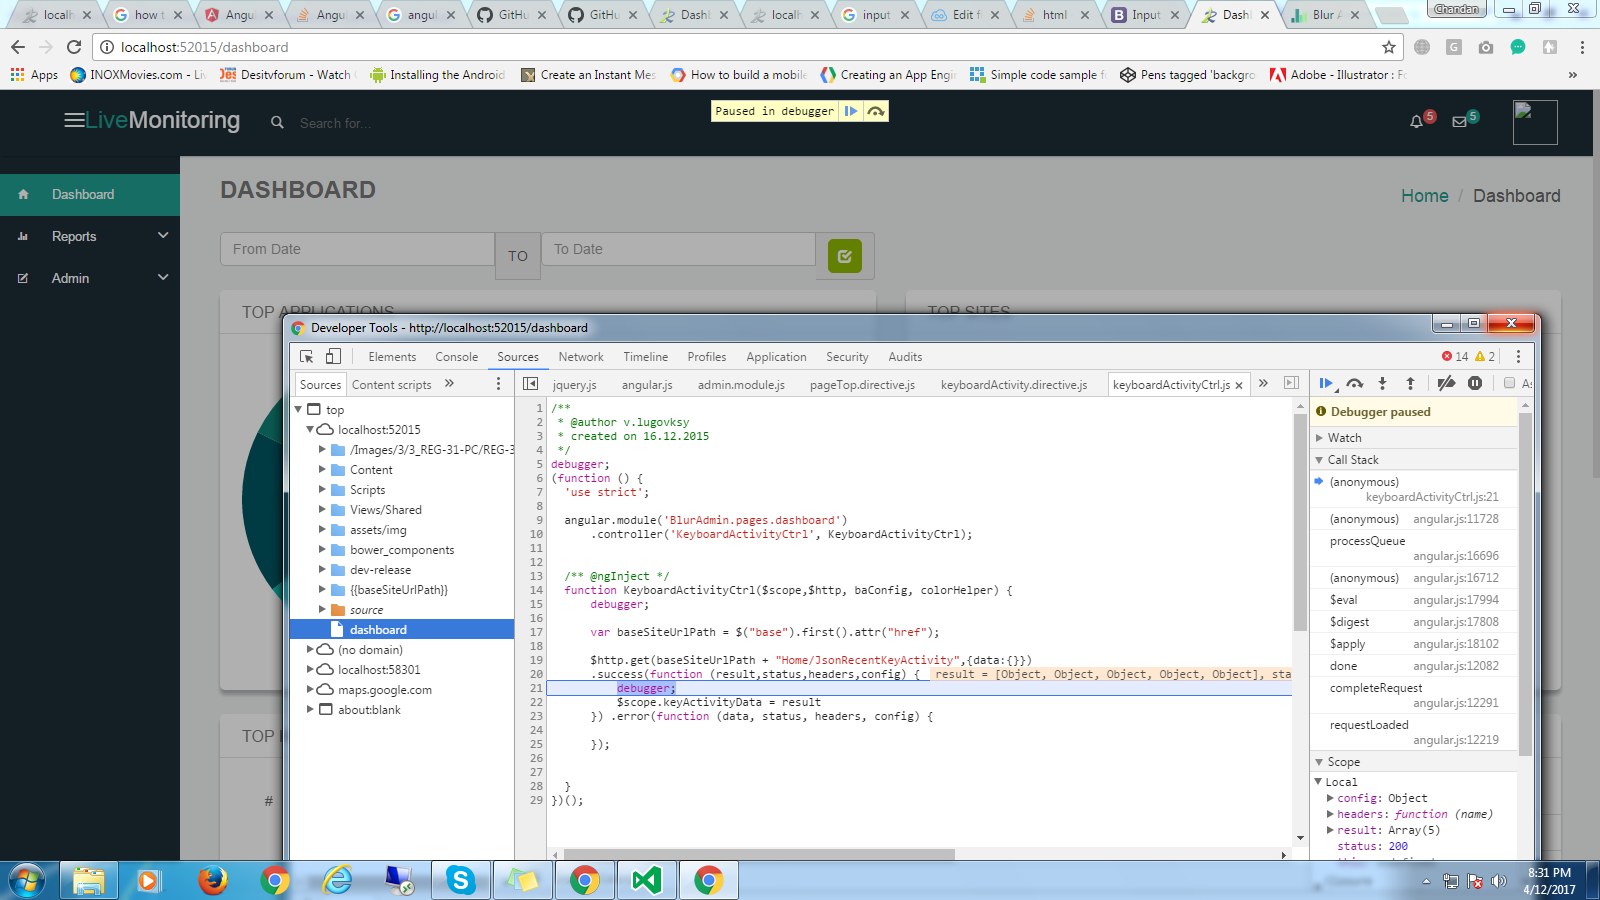 localh
how t
Angul
Angul
angul
GitHu
GitHu
Dashb
localh
input
Edit fi
html
Input
Dash
Blur A
Chandan
localhost:52015/dashboard
Apps
INOXMovies.com - Liv
Desitvforum - Watch
Installing the Android
Create an Instant Mes
How to build a mobile
Creating an App Engi
Simple code sample f
Pens tagged 'backgro
Adobe - Illustrator : Fo
»
LiveMonitoring
Search for...
Paused in debugger
5
5
Dashboard
Reports
Admin
DASHBOARD
Home / Dashboard
From Date
TO
To Date
TOP APPLICATIONS
TOP SITES
Developer Tools - http://localhost:52015/dashboard
Elements Console Sources Network Timeline Profiles Application Security Audits
14 2
Sources Content scripts »
jquery.js angular.js admin.module.js pageTop.directive.js keyboardActivity.directive.js keyboardActivityCtrl.js × »
As
top
localhost:52015
/Images/3/3_REG-31-PC/REG-3
Content
Scripts
Views/Shared
assets/img
bower_components
dev-release
{{baseSiteUrlPath}}
source
dashboard
(no domain)
localhost:58301
maps.google.com
about:blank
1 /**
2 * @author v.lugovksy
3 * created on 16.12.2015
4 */
5 debugger;
6 (function () {
7 'use strict';
8
9 angular.module('BlurAdmin.pages.dashboard')
10 .controller('KeyboardActivityCtrl', KeyboardActivityCtrl);
11
12
13 /** @ngInject */
14 function KeyboardActivityCtrl($scope,$http, baConfig, colorHelper) {
15 debugger;
16
17 var baseSiteUrlPath = $("base").first().attr("href");
18
19 $http.get(baseSiteUrlPath + "Home/JsonRecentKeyActivity",{data:{}})
20 .success(function (result,status,headers,config) { result = [Object, Object, Object, Object, Object], sta
21 debugger;
22 $scope.keyActivityData = result
23 }) .error(function (data, status, headers, config) {
24
25 });
26
27
28 }
29 })();
Debugger paused
Watch
Call Stack
(anonymous)
keyboardActivityCtrl.js:21
(anonymous) angular.js:11728
processQueue
angular.js:16696
(anonymous) angular.js:16712
$eval angular.js:17994
$digest angular.js:17808
$apply angular.js:18102
done angular.js:12082
completeRequest
angular.js:12291
requestLoaded
angular.js:12219
Scope
Local
config: Object
headers: function (name)
result: Array(5)
status: 200
#
8:31 PM
4/12/2017